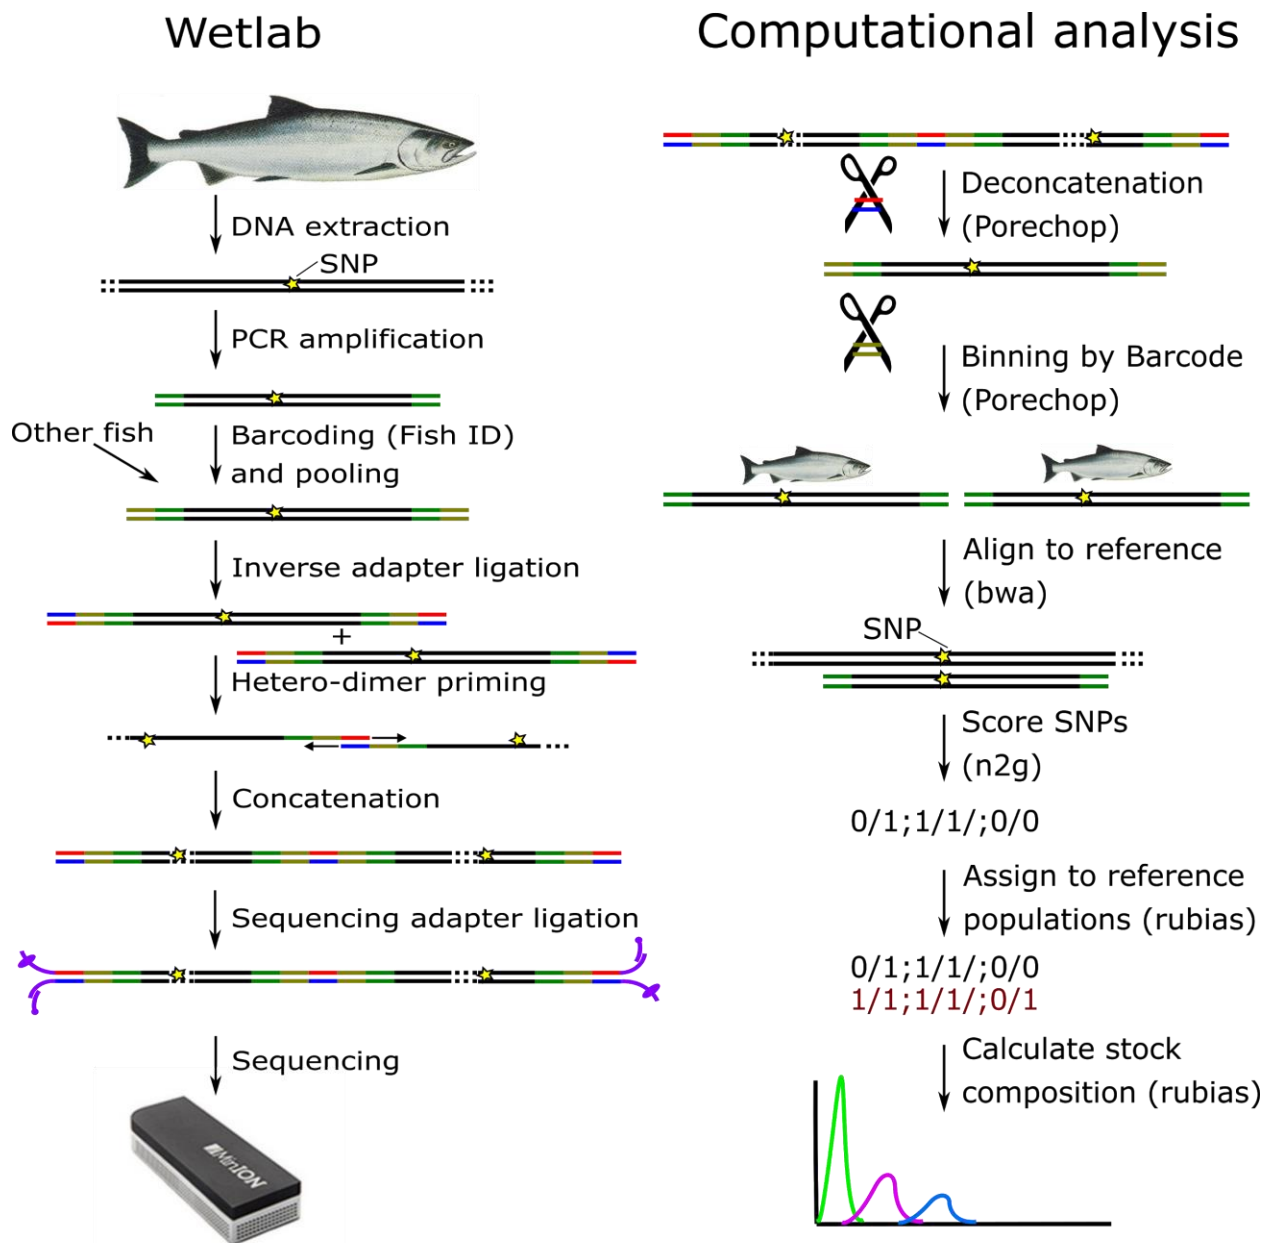 Wetlab
DNA extraction
SNP
PCR amplification
Other fish
Barcoding (Fish ID)
and pooling
Inverse adapter ligation
+
Hetero-dimer priming
Concatenation
Sequencing adapter ligation
Sequencing
MinION
Computational analysis
Deconcatenation
(Porechop)
Binning by Barcode
(Porechop)
Align to reference
(bwa)
SNP
Score SNPs
(n2g)
0/1;1/1/;0/0
Assign to reference
populations (rubias)
0/1;1/1/;0/0
1/1;1/1/;0/1
Calculate stock
composition (rubias)